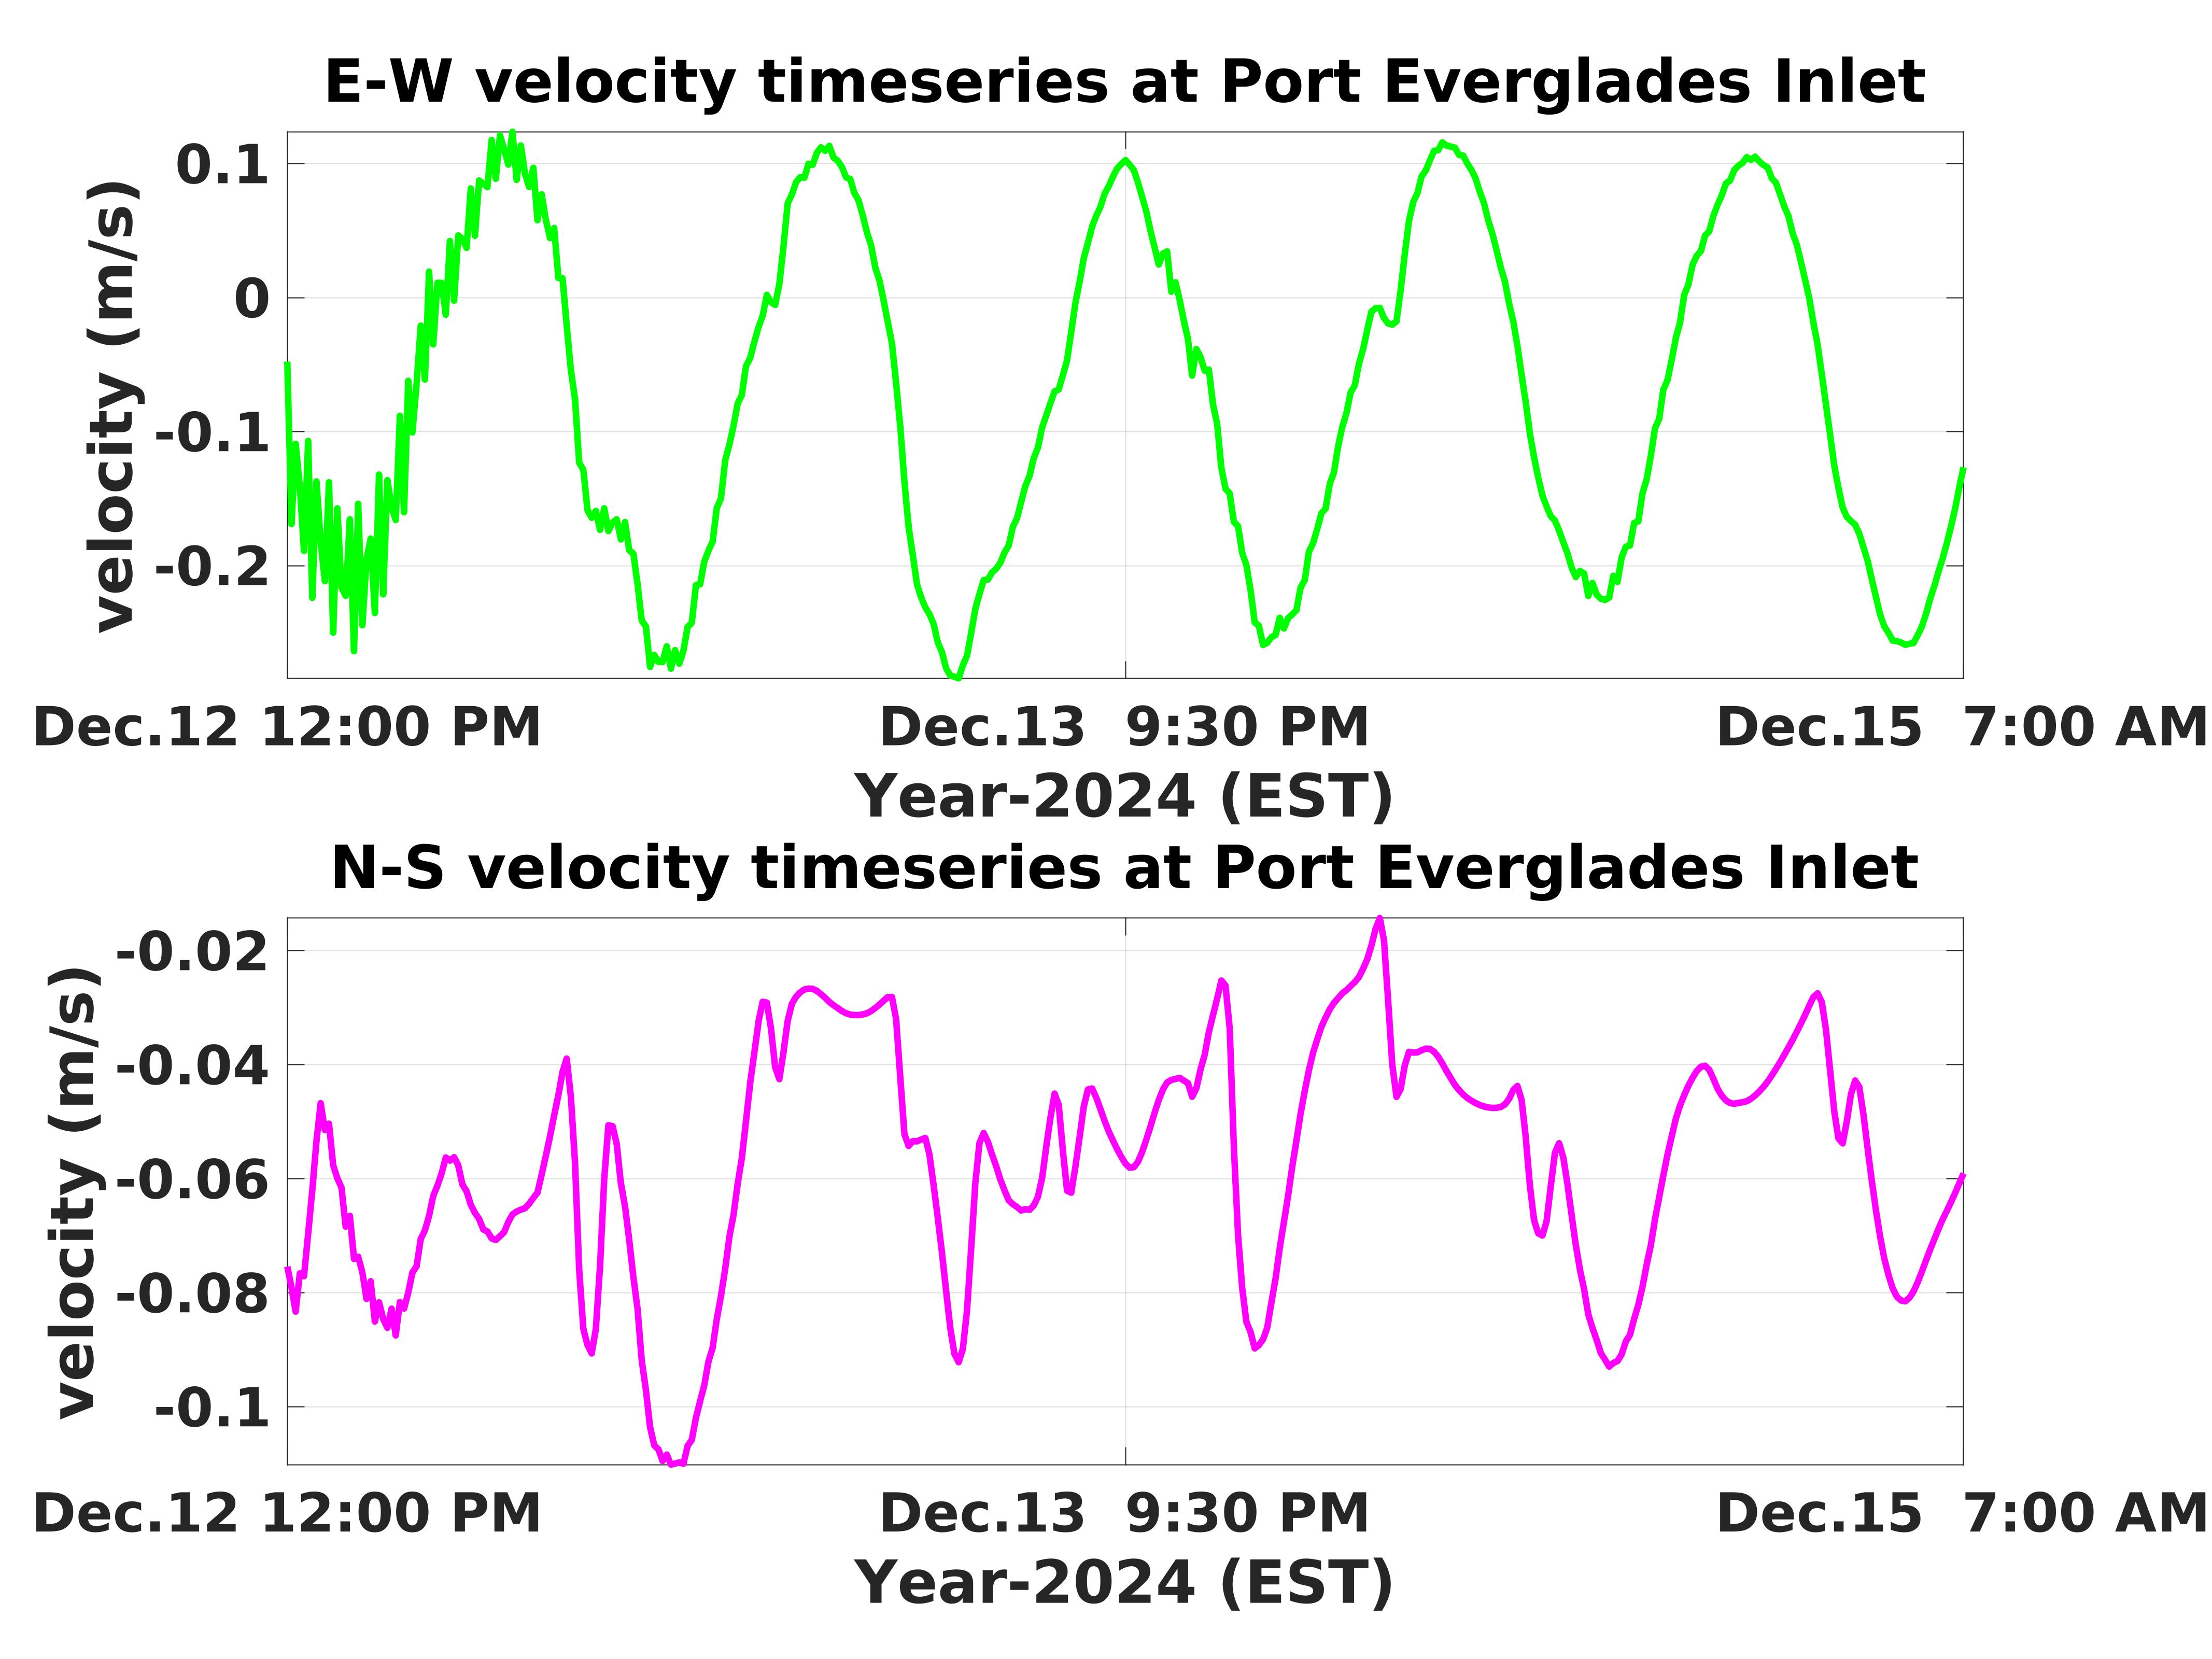 E-W velocity timeseries at Port Everglades Inlet
velocity (m/s)
0.1
0
-0.1
-0.2
Dec.12 12:00 PM
Dec.13  9:30 PM
Dec.15  7:00 AM
Year-2024 (EST)
N-S velocity timeseries at Port Everglades Inlet
velocity (m/s)
-0.02
-0.04
-0.06
-0.08
-0.1
Dec.12 12:00 PM
Dec.13  9:30 PM
Dec.15  7:00 AM
Year-2024 (EST)